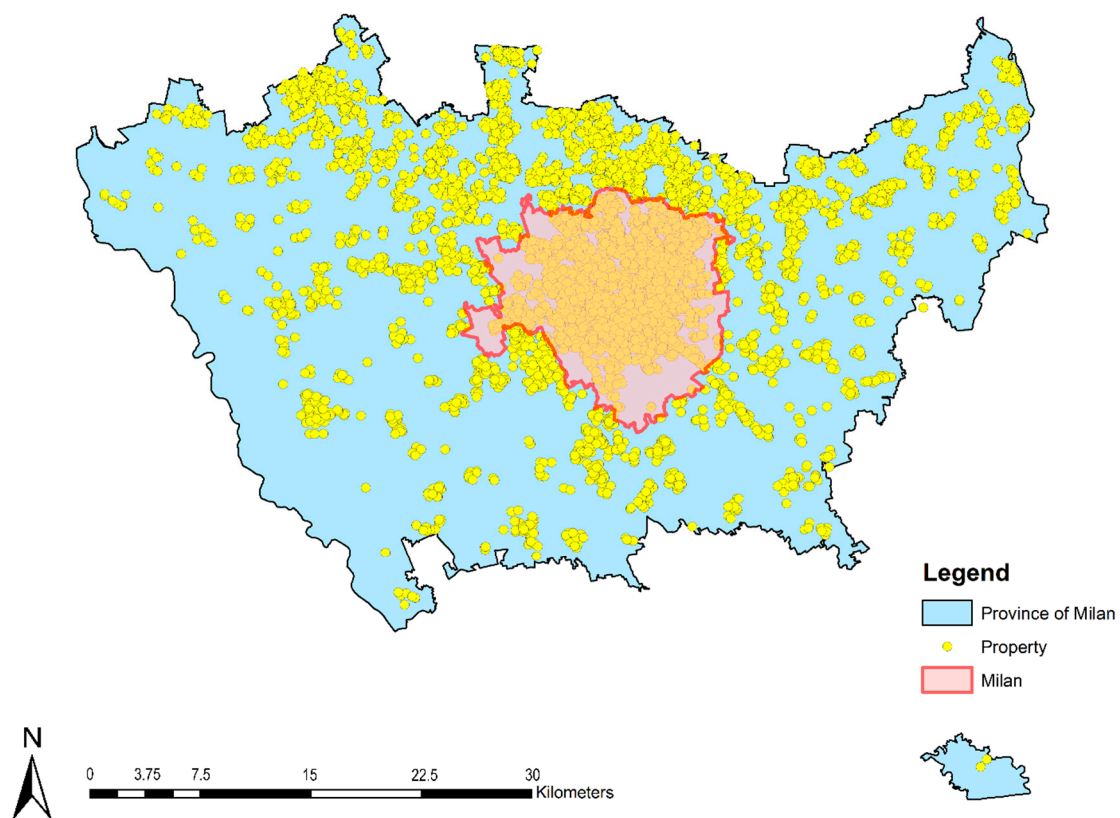 Legend
Province of Milan
Property
Milan
N
0 3.75 7.5 15 22.5 30
Kilometers